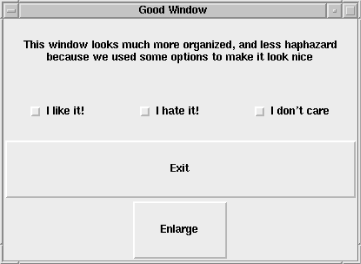 Good Window
This window looks much more organized, and less haphazard
because we used some options to make it look nice
I like it! I hate it! I don't care
Exit
Enlarge